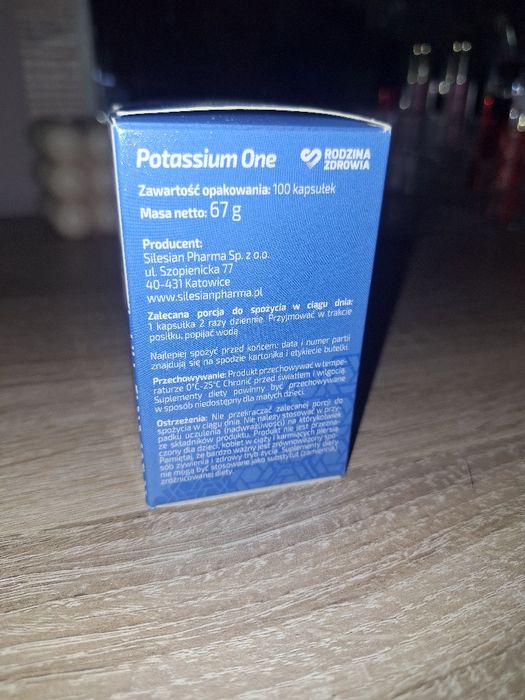 Potassium One
RODZINA
ZDROWIA
Zawartość opakowania: 100 kapsułek
Masa netto: 67 g
Producent:
Silesian Pharma Sp. z o.o.
ul. Szopienicka 77
40-431 Katowice
www.silesianpharma.pl
Zalecana porcja do spożycia w ciągu dnia:
1 kapsułka 2 razy dziennie. Przyjmować w trakcie
posiłku, popijać wodą.
Najlepiej spożyć przed końcem: data i numer partii
znajdują się na spodzie kartonika i etykiecie butelki.
Przechowywanie: Produkt przechowywać w tempe-
raturze 0°C-25°C. Chronić przed światłem i wilgocią.
Suplementy diety powinny być przechowywane
w sposób niedostępny dla małych dzieci.
Ostrzeżenia: Nie przekraczać zalecanej porcji do
spożycia w ciągu dnia. Nie należy stosować w przy-
padku uczulenia (nadwrażliwości) na którykolwiek
ze składników produktu. Produkt nie jest przezna-
czony dla dzieci, kobiet w ciąży i karmiących piersią.
Pamiętaj, że bardzo ważny jest zrównoważony spo-
sób żywienia i zdrowy tryb życia. Suplementy diety
nie mogą być stosowane jako substytut (zamiennik)
zróżnicowanej diety.